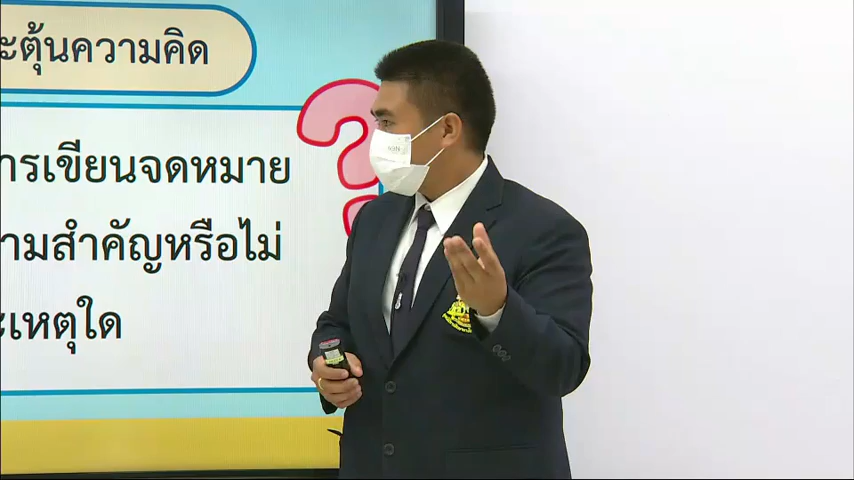 ะตุ้นความคิด
ารเขียนจดหมาย
ามสำคัญหรือไม่
ะเหตุใด